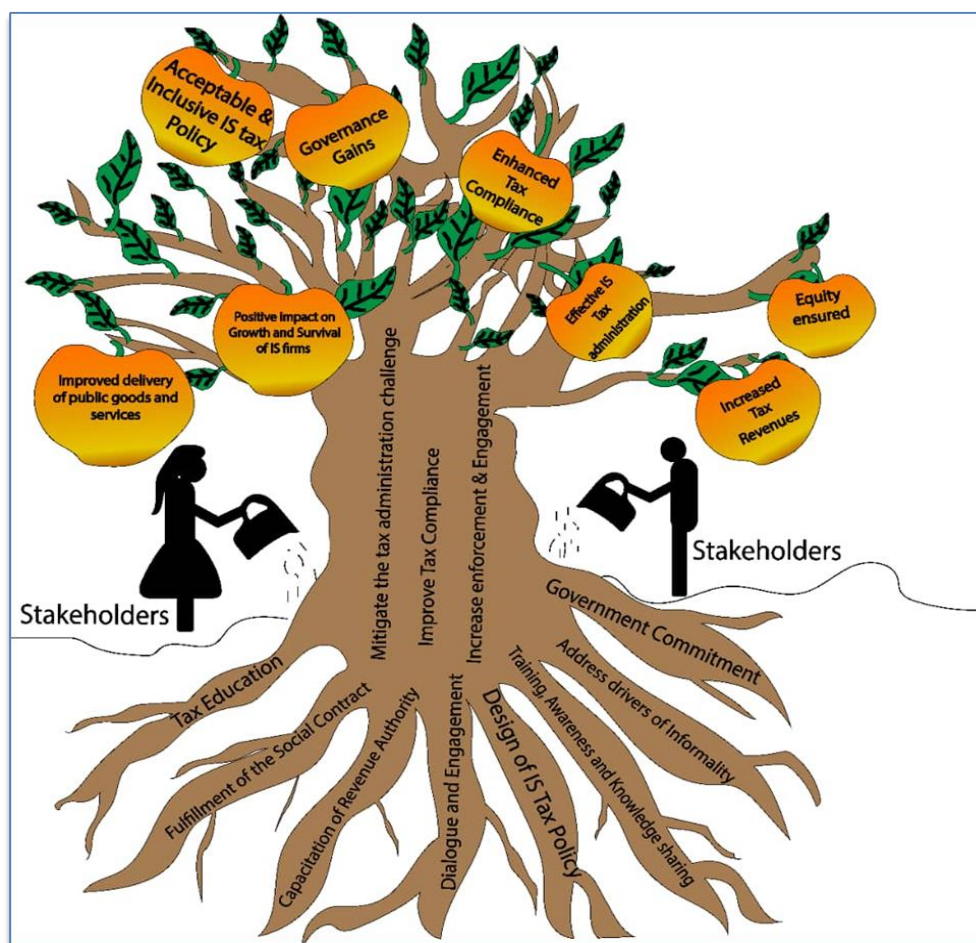 Acceptable &
Inclusive IS tax
Policy
Governance
Gains
Enhanced
Tax
Compliance
Positive impact on
Growth and Survival
of IS firms
Effective IS
Tax
administration
Equity
ensured
Improved delivery
of public goods and
services
Increased
Tax
Revenues
Mitigate the tax administration challenge
Improve Tax Compliance
Increase enforcement & Engagement
Stakeholders
Stakeholders
Tax Education
Fulfillment of the Social Contract
Capacitation of Revenue Authority
Dialogue and Engagement
Design of IS Tax Policy
Training, Awareness and Knowledge sharing
Address drivers of Informality
Government Commitment